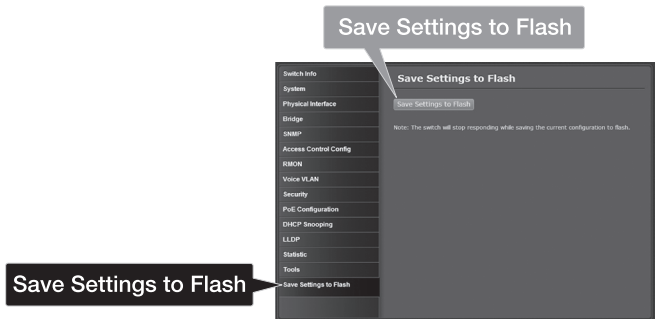 Save Settings to Flash
Switch Info
System
Physical Interface
Bridge
SNMP
Access Control Config
RMON
Voice VLAN
Security
PoE Configuration
DHCP Snooping
LLDP
Statistic
Tools
Save Settings to Flash
Save Settings to Flash
Save Settings to Flash
Note: The switch will stop responding while saving the current configuration to flash.
Save Settings to Flash